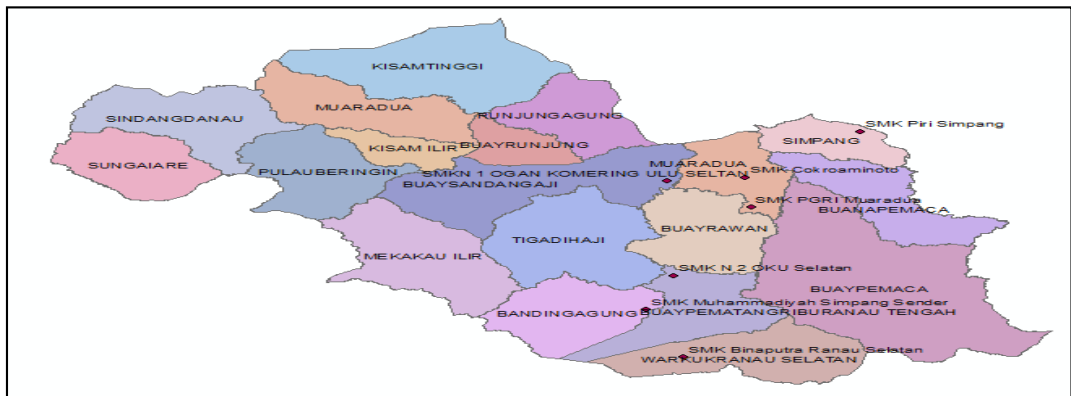 KISAMTINGGI
MUARADUA
SINDANGDANAU
RUNJUNGAGUNG
SMK Piri Simpang
SIMPANG
KISAM ILIR
BUAYRUNJUNG
SUNGAIARE
PULAUBERINGIN
MUARADUA
SMKN 1 OGAN KOMERING ULU SELTAN
SMK Cokroaminoto
BUAYSANDANGAJI
SMK PGRI Muaradua
BUANAPEMACA
BUAYRAWAN
TIGADIHAJI
MEKAKAU ILIR
SMK N 2 OKU Selatan
BUAYPEMACA
SMK Muhammadiyah Simpang Sender
BANDINGAGUNG
BUAYPEMATANGRIBURANAU TENGAH
SMK Binaputra Ranau Selatan
WARKUKRANAU SELATAN